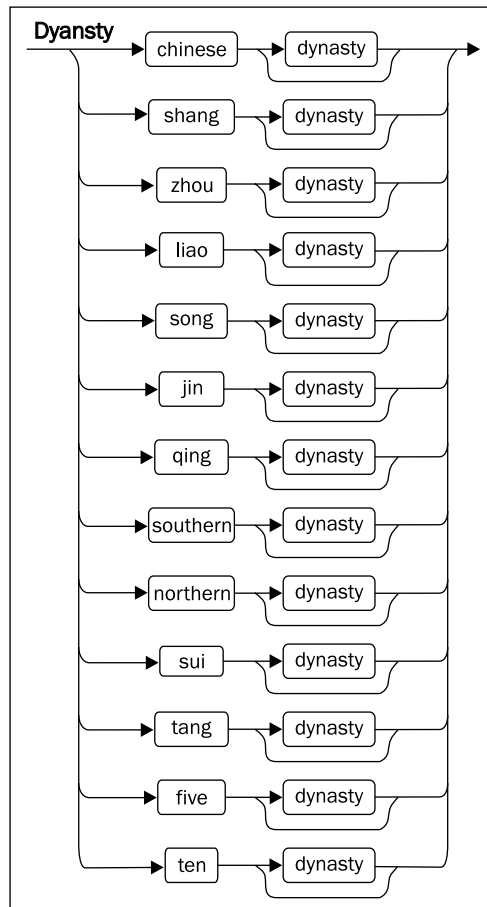 Dyansty
chinese dynasty
shang dynasty
zhou dynasty
liao dynasty
song dynasty
jin dynasty
qing dynasty
southern dynasty
northern dynasty
sui dynasty
tang dynasty
five dynasty
ten dynasty